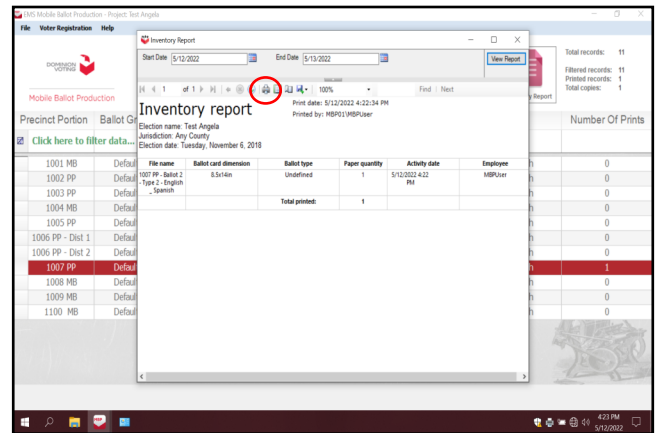 EMS Mobile Ballot Production - Project: Test Angela
File Voter Registration Help
DOMINION
VOTING
Mobile Ballot Production
Inventory Report
Start Date 5/12/2022 End Date 5/13/2022 View Report
1 of 1 100% Find | Next
Total records: 11
Filtered records: 11
Printed records: 1
Total copies: 1
Report
Inventory report
Print date: 5/12/2022 4:22:34 PM
Printed by: MBP01\MBPUser
Election name: Test Angela
Jurisdiction: Any County
Election date: Tuesday, November 6, 2018
File name Ballot card dimension Ballot type Paper quantity Activity date Employee
1007 PP - Ballot 2 8.5x14in Undefined 1 5/12/2022 4:22 MBPUser
- Type 2 - English PM
_ Spanish
Total printed: 1
Precinct Portion Ballot Gr Number Of Prints
Click here to filter data...
1001 MB Defaul h 0
1002 PP Defaul h 0
1003 PP Defaul h 0
1004 MB Defaul h 0
1005 PP Defaul h 0
1006 PP - Dist 1 Defaul h 0
1006 PP - Dist 2 Defaul h 0
1007 PP Defaul h 1
1008 MB Defaul h 0
1009 MB Defaul h 0
1100 MB Defaul h 0
4:23 PM
5/12/2022